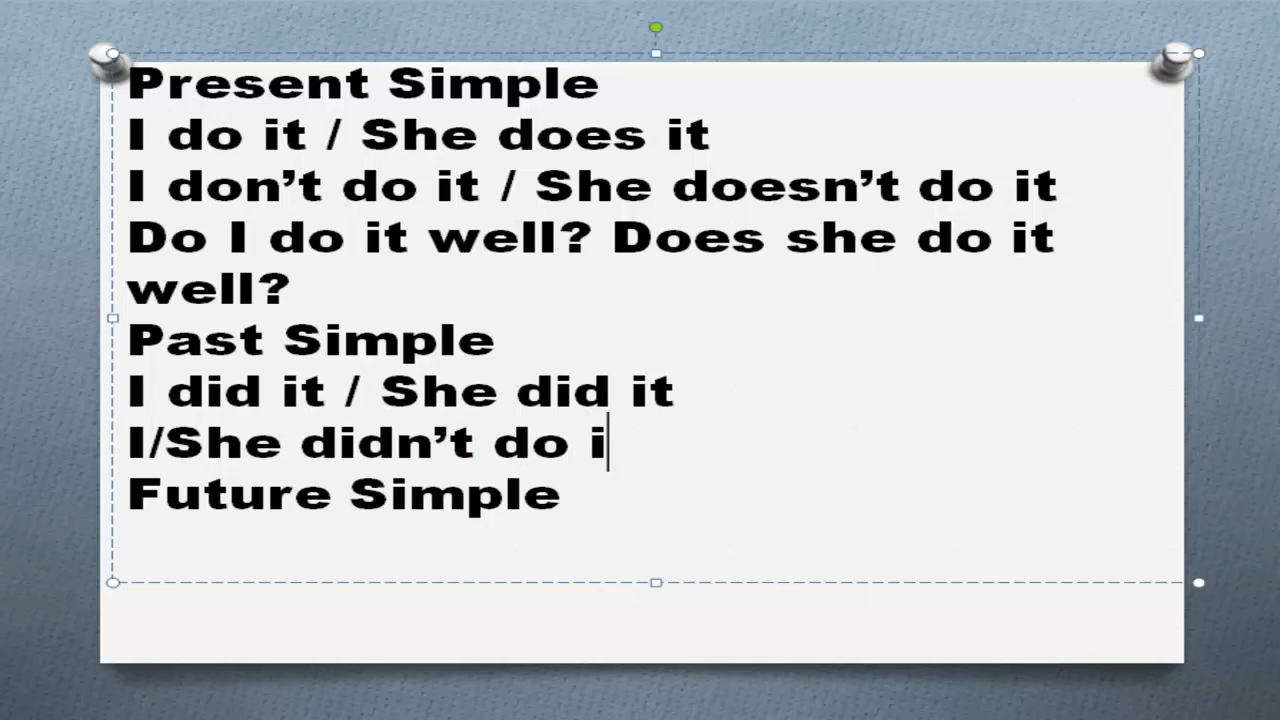 Present Simple
I do it / She does it
I don’t do it / She doesn’t do it
Do I do it well? Does she do it
well?
Past Simple
I did it / She did it
I/She didn’t do i
Future Simple